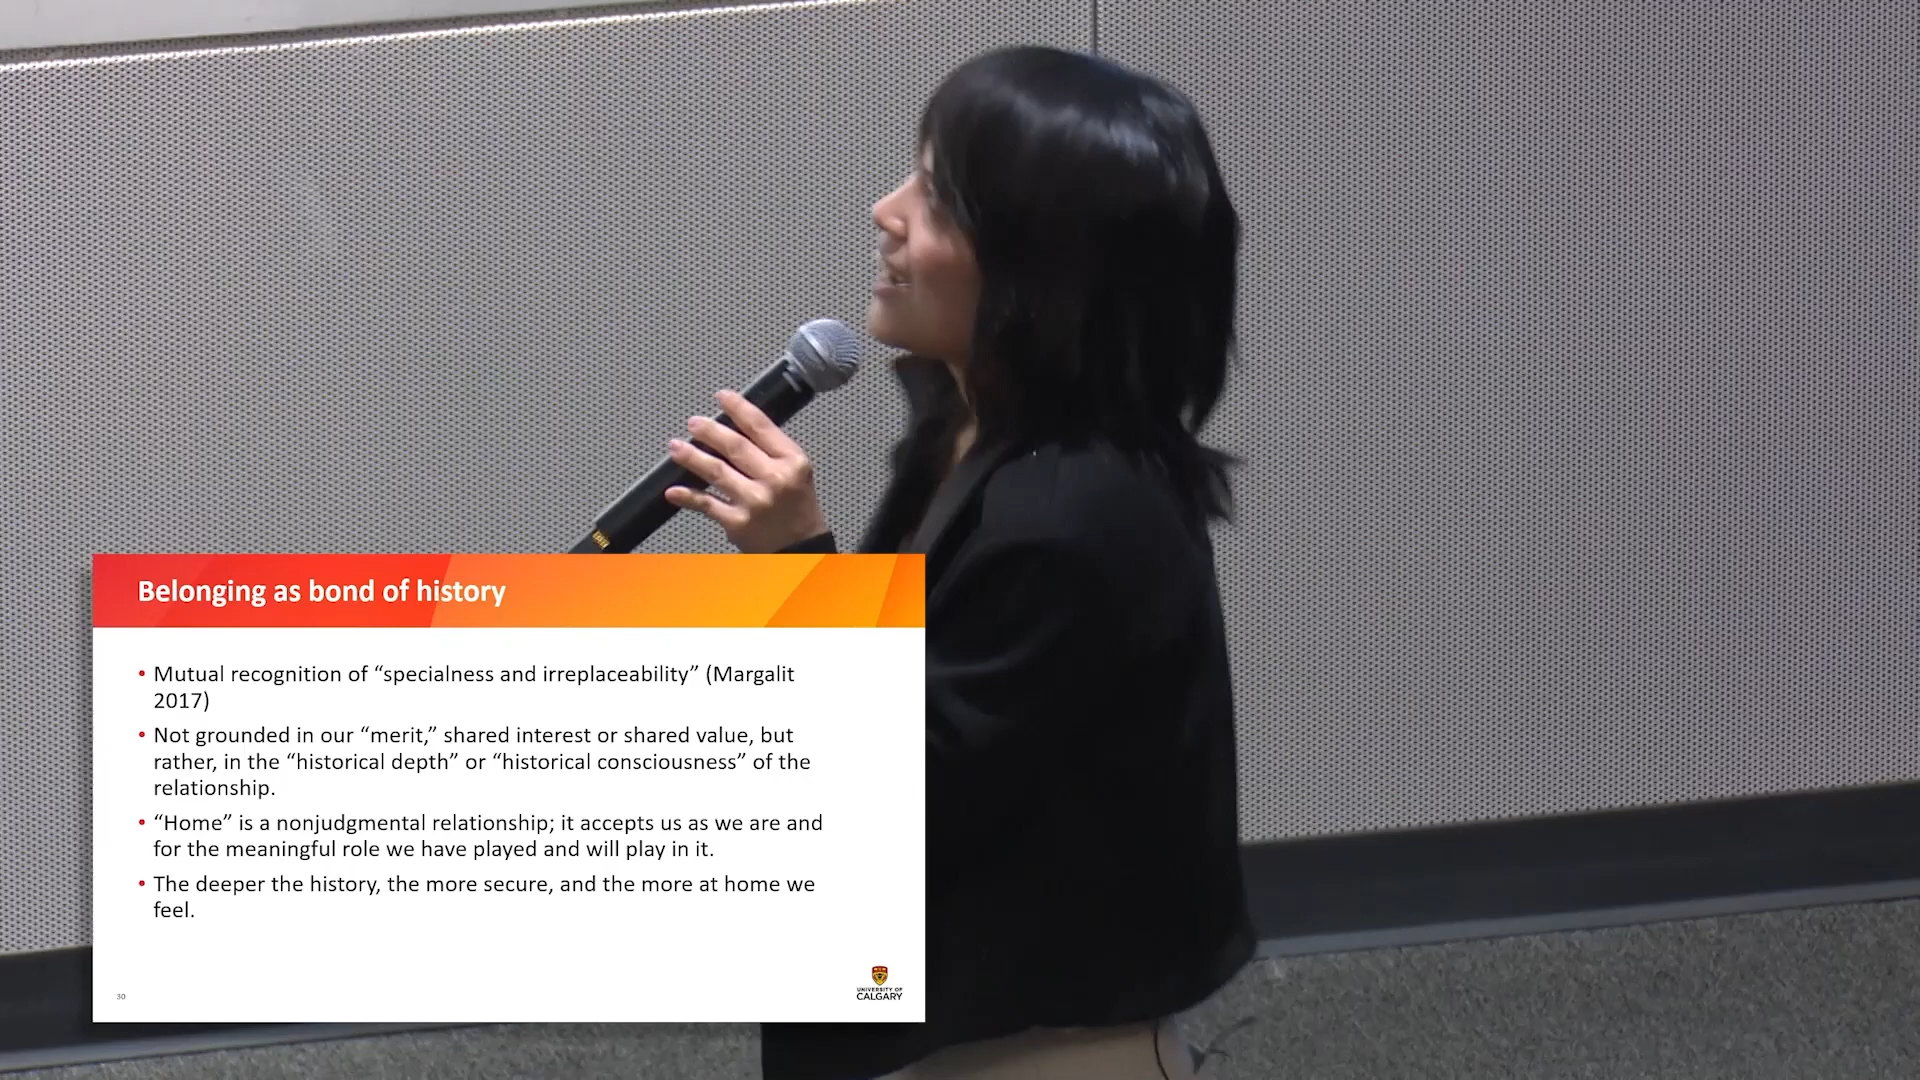 Belonging as bond of history
• Mutual recognition of “specialness and irreplaceability” (Margalit
2017)
• Not grounded in our “merit,” shared interest or shared value, but
rather, in the “historical depth” or “historical consciousness” of the
relationship.
• “Home” is a nonjudgmental relationship; it accepts us as we are and
for the meaningful role we have played and will play in it.
• The deeper the history, the more secure, and the more at home we
feel.
30
UNIVERSITY OF
CALGARY